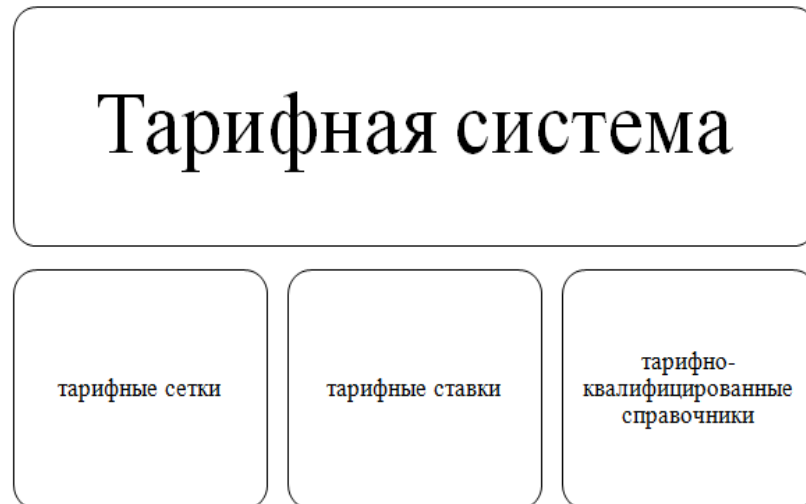 Тарифная система
тарифные сетки
тарифные ставки
тарифно-
квалифицированные
справочники